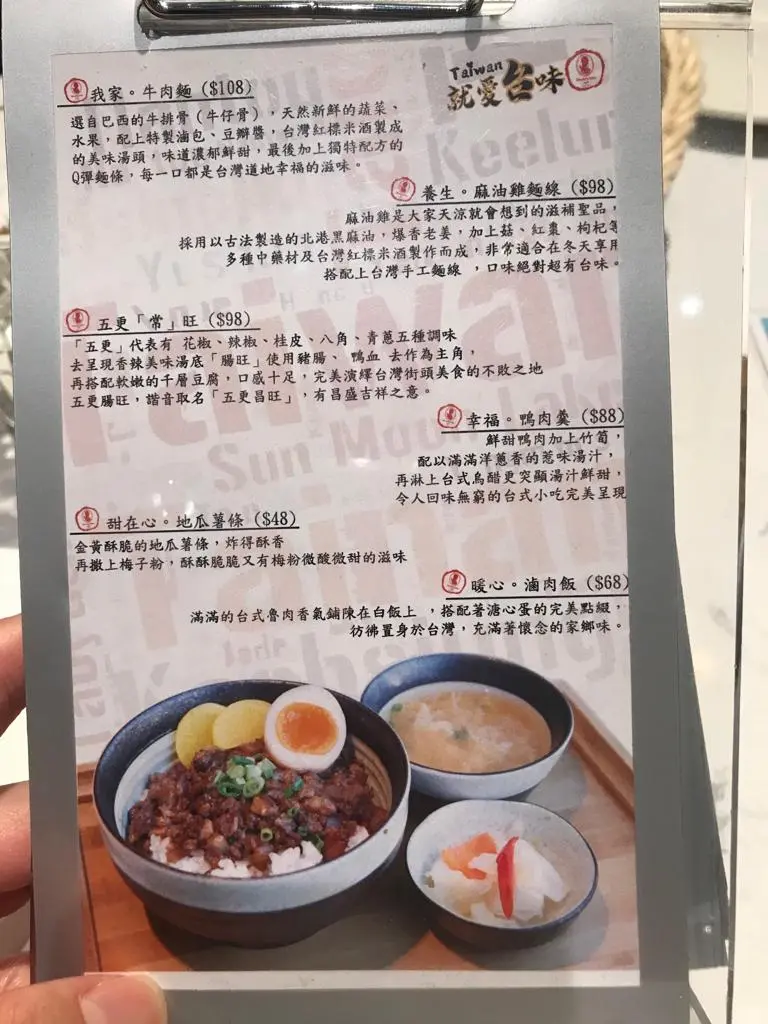 Taiwan
就愛台味
我家。牛肉麵 ($108)
選自巴西的牛排骨（牛仔骨），天然新鮮的蔬菜、
水果，配上特製滷包、豆瓣醬，台灣紅標米酒製成
的美味湯頭，味道濃郁鮮甜，最後加上獨特配方的
Q彈麵條，每一口都是台灣道地幸福的滋味。
養生。麻油雞麵線 ($98)
麻油雞是大家天涼就會想到的滋補聖品，
採用以古法製造的北港黑麻油，爆香老姜，加上菇、紅棗、枸杞等
多種中藥材及台灣紅標米酒製作而成，非常適合在冬天享用
搭配上台灣手工麵線 ，口味絕對超有台味。
五更「常」旺 ($98)
「五更」代表有 花椒、辣椒、桂皮、八角、青蔥五種調味
去呈現香辣美味湯底「腸旺」使用豬腸、 鴨血 去作為主角，
再搭配軟嫩的千層豆腐，口感十足，完美演繹台灣街頭美食的不敗之地
五更腸旺，諧音取名「五更昌旺」，有昌盛吉祥之意。
幸福。鴨肉羹 ($88)
鮮甜鴨肉加上竹筍，
配以滿滿洋蔥香的惹味湯汁，
再淋上台式烏醋更突顯湯汁鮮甜，
令人回味無窮的台式小吃完美呈現
甜在心。地瓜薯條 ($48)
金黃酥脆的地瓜薯條，炸得酥香
再撒上梅子粉，酥酥脆脆又有梅粉微酸微甜的滋味
暖心。滷肉飯 ($68)
滿滿的台式魯肉香氣鋪陳在白飯上 ，搭配著溏心蛋的完美點綴，
彷彿置身於台灣，充滿著懷念的家鄉味。
Keelun
Taiwan
Sun Moon Lake
Tainan